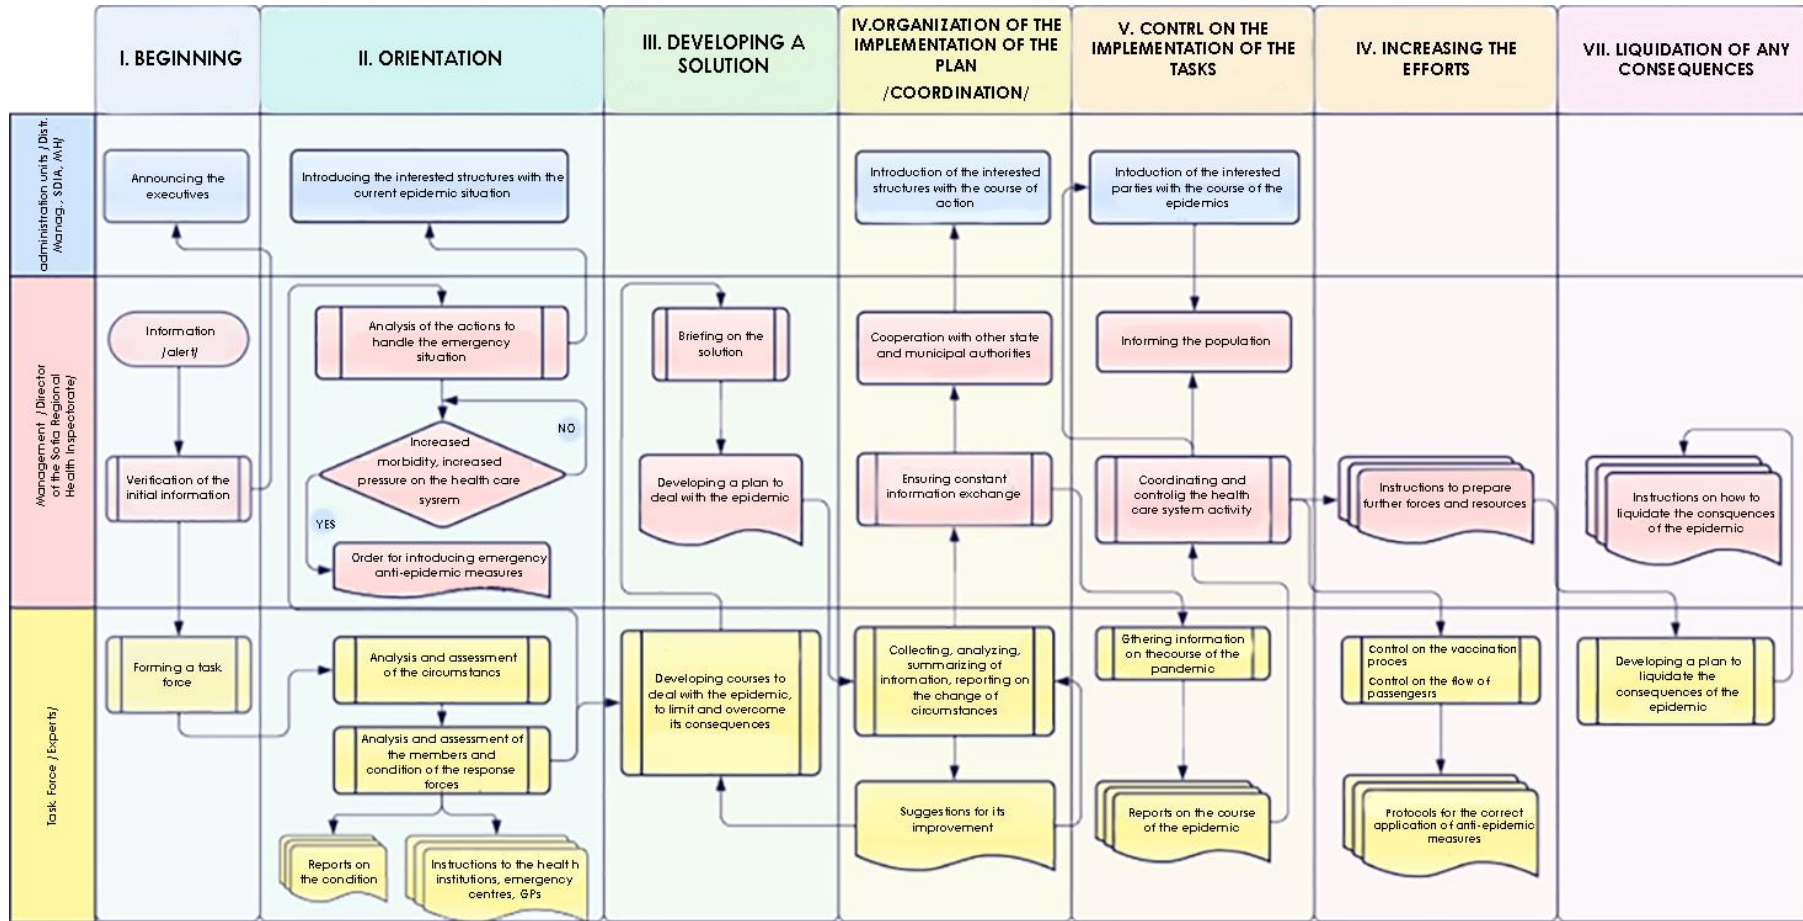 I. BEGINNING
II. ORIENTATION
III. DEVELOPING A
SOLUTION
IV.ORGANIZATION OF THE
IMPLEMENTATION OF THE
PLAN
/COORDINATION/
V. CONTRL ON THE
IMPLEMENTATION OF THE
TASKS
IV. INCREASING THE
EFFORTS
VII. LIQUIDATION OF ANY
CONSEQUENCES
administration units /Distr.
Manag., SDIA, MH/
Announcing the
executives
Introducing the interested structures with the
current epidemic situation
Introduction of the interested
structures with the course of
action
Intoduction of the interested
parties with the course of the
epidemics
Management /Director
of the Sofia Regional
Health Inspectorate/
Information
/alert/
Verification of the
initial information
Analysis of the actions to
handle the emergency
situation
Increased
morbidity, increased
pressure on the health care
sysrem
NO
YES
Order for introducing emergency
anti-epidemic measures
Briefing on the
solution
Developing a plan to
deal with the epidemic
Cooperation with other state
and municipal authorities
Ensuring constant
information exchange
Informing the population
Coordinating and
controlig the health
care system activity
Instructions to prepare
further forces and resources
Instructions on how to
liquidate the consquences
of the epidemic
Task Force /Experts/
Forming a task
force
Analysis and assessment
of the circumstancs
Analysis and assessment of
the members and
condition of the response
forces
Reports on
the condition
Instructions to the health
institutions, emergency
centres, GPs
Developing courses to
deal with the epidemic,
to limit and overcome
its consequences
Collecting, analyzing,
summarizing of
information, reporting on
the change of
circumstances
Suggestions for its
improvement
Gthering information
on thecourse of the
pandemic
Reports on the course
of the epidemic
Control on the vaccination
proces
Control on the flow of
passengesrs
Protocols for the correct
application of anti-epidemic
measures
Developing a plan to
liquidate the
consequences of the
epidemic